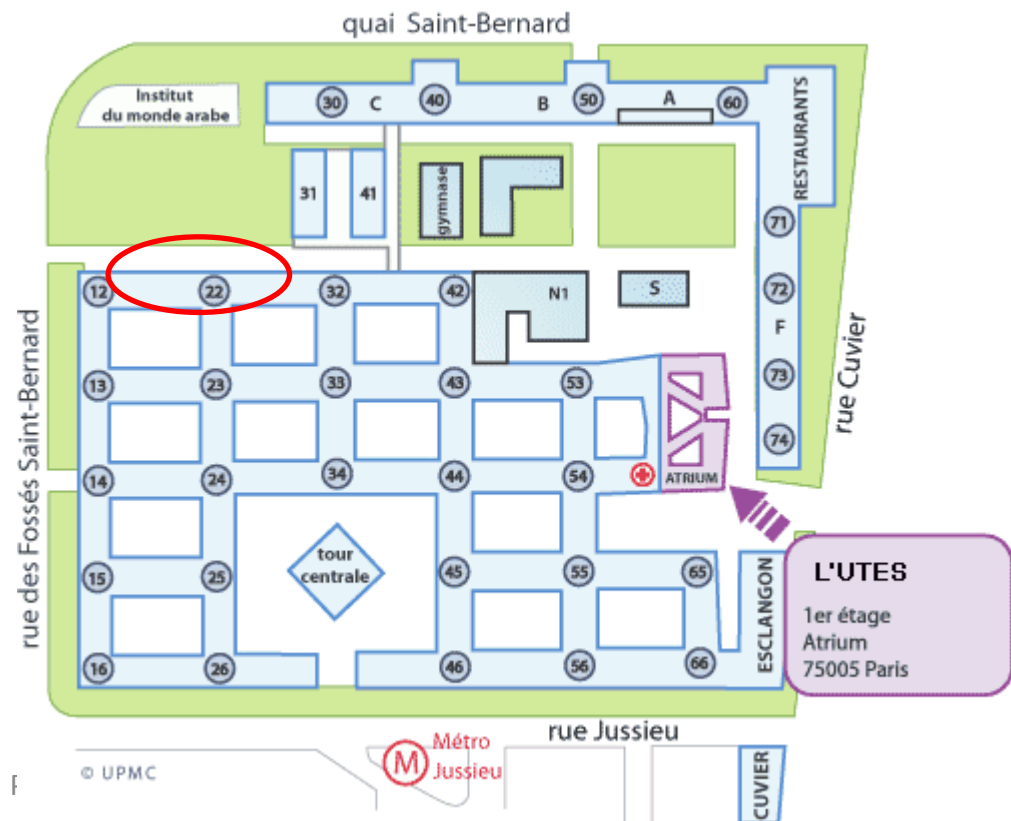 quai Saint-Bernard
Institut
du monde arabe
30
C
40
B
50
A
60
RESTAURANTS
31
41
gymnase
71
12
22
32
42
N1
S
72
F
rue Cuvier
13
23
33
43
53
73
rue des Fossés Saint-Bernard
14
24
34
44
54
ATRIUM
74
tour
centrale
15
25
45
55
65
ESCLANGON
L'UTES
1er étage
Atrium
75005 Paris
16
26
46
56
66
rue Jussieu
© UPMC
M
Métro
Jussieu
CUVIER